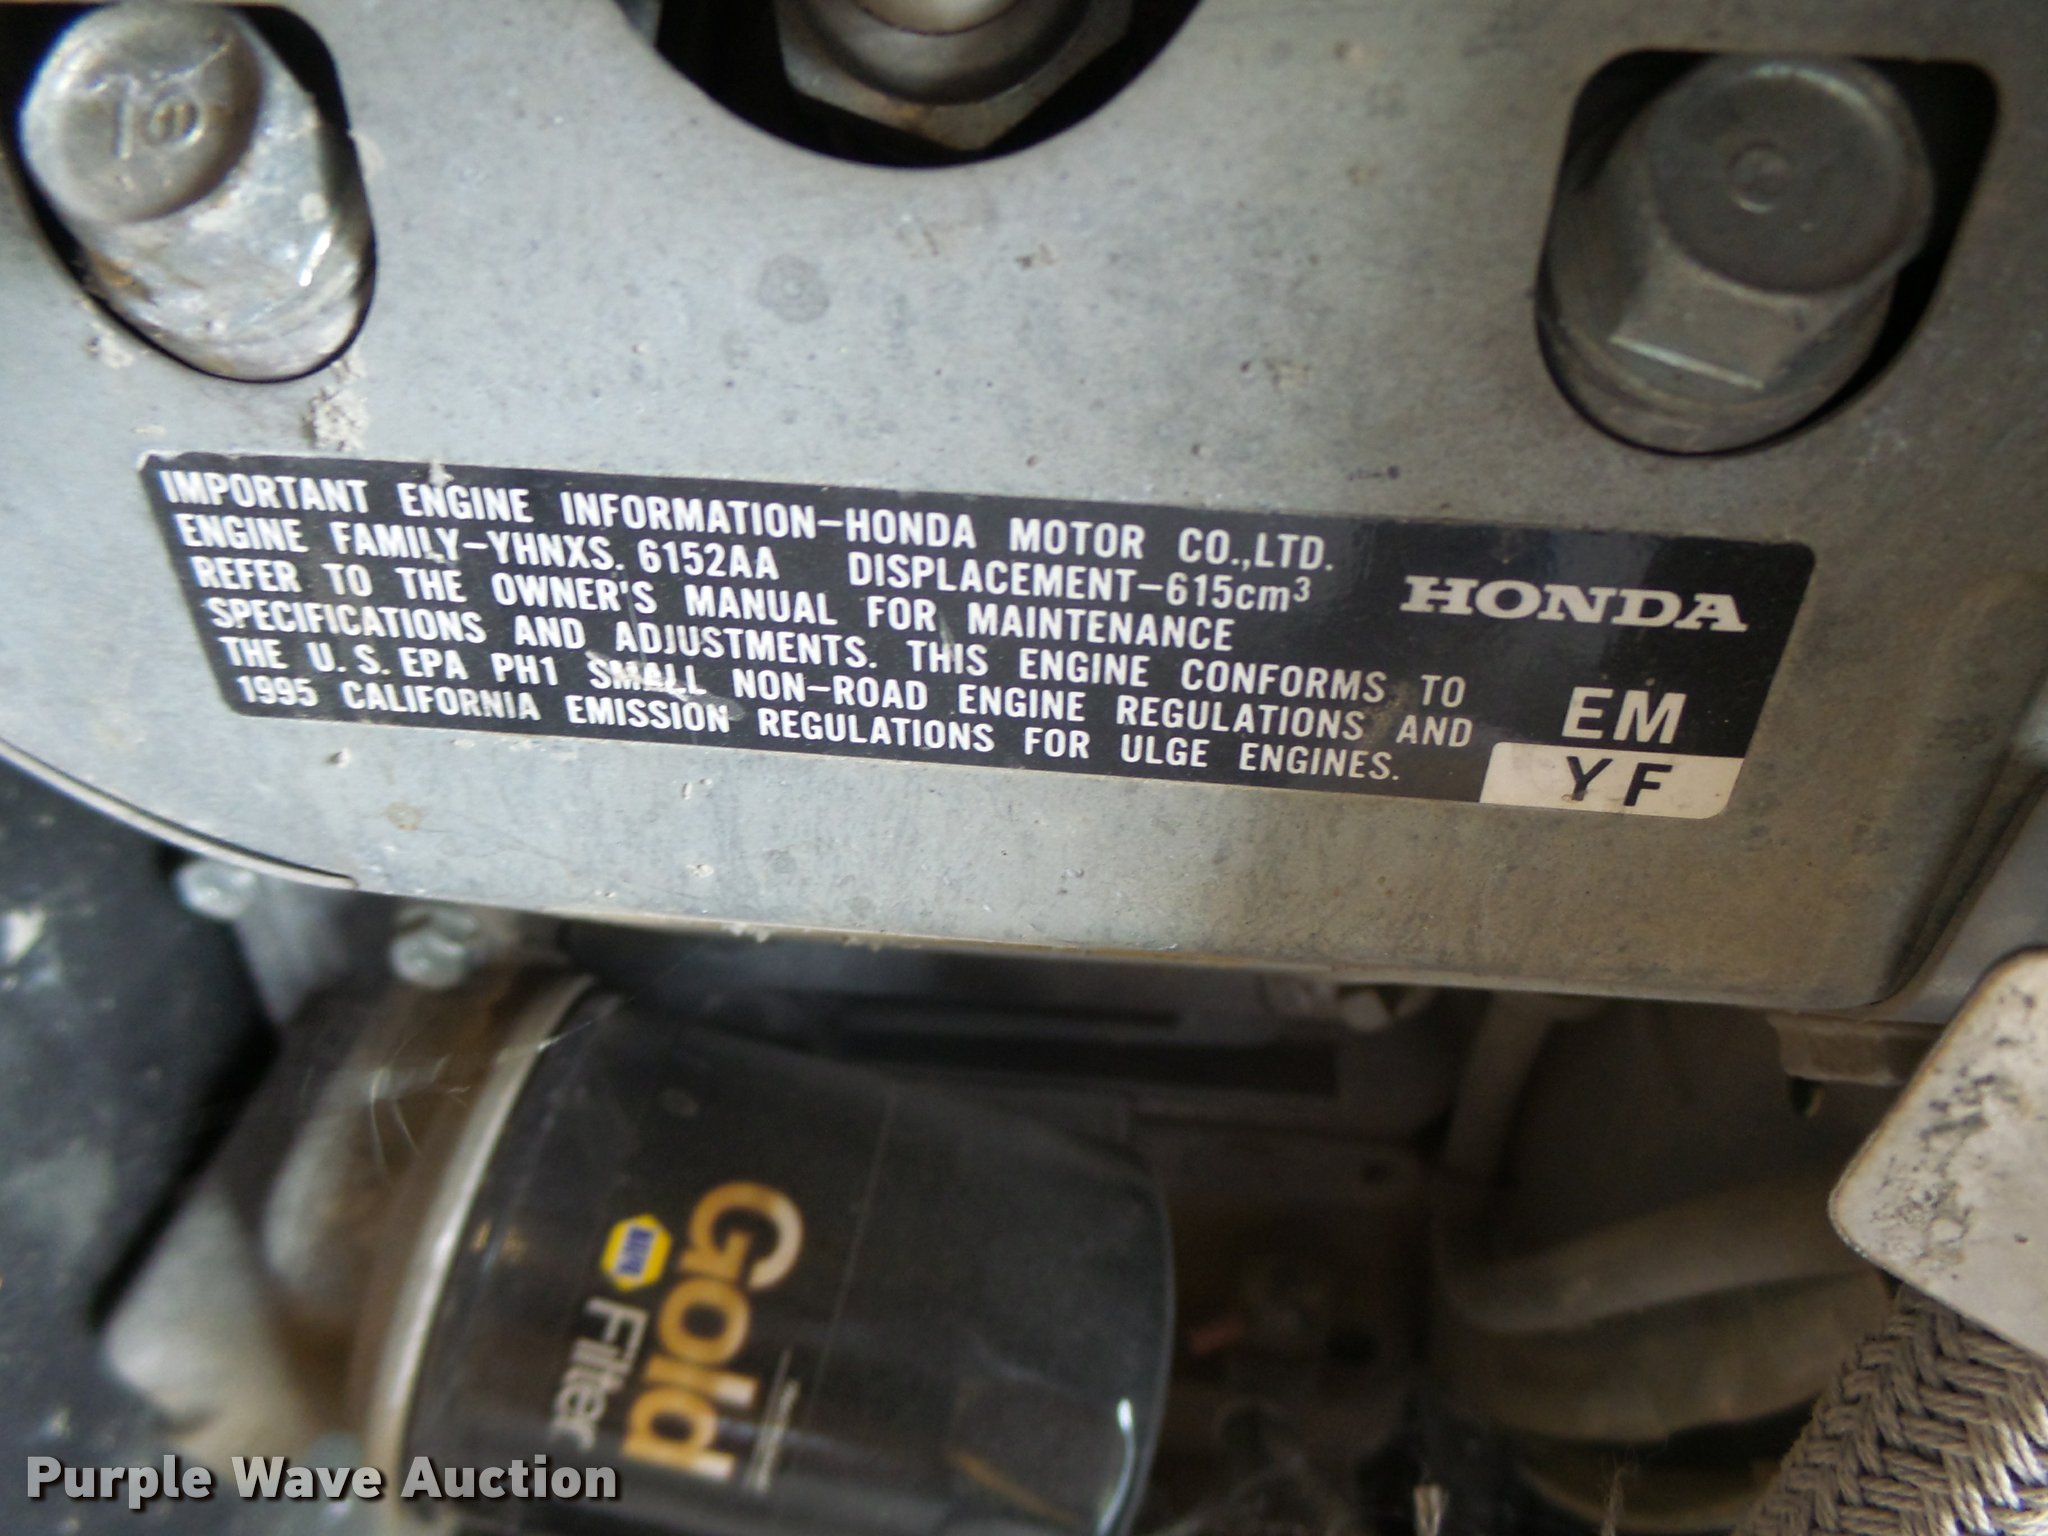 10
IMPORTANT ENGINE INFORMATION-HONDA MOTOR CO.,LTD.
ENGINE FAMILY-YHNXS. 6152AA DISPLACEMENT-615cm³
REFER TO THE OWNER'S MANUAL FOR MAINTENANCE
SPECIFICATIONS AND ADJUSTMENTS. THIS ENGINE CONFORMS TO
THE U.S. EPA PH1 SMALL NON-ROAD ENGINE REGULATIONS AND
1995 CALIFORNIA EMISSION REGULATIONS FOR ULGE ENGINES.
HONDA
EM
YF
Gold
NAPA
Filter
Purple Wave Auction